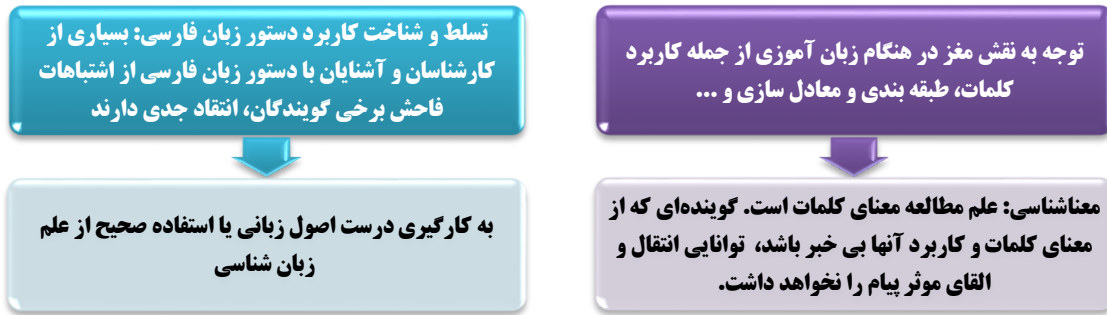 توجه به نقش مغز در هنگام زبان آموزی از جمله کاربرد
کلمات، طبقه بندی و معادل سازی و ...
معناشناسی: علم مطالعه معنای کلمات است. گوینده‌ای که از
معنای کلمات و کاربرد آنها بی خبر باشد، توانایی انتقال و
القای موثر پیام را نخواهد داشت.
تسلط و شناخت کاربرد دستور زبان فارسی: بسیاری از
کارشناسان و آشنایان با دستور زبان فارسی از اشتباهات
فاحش برخی گویندگان، انتقاد جدی دارند
به کارگیری درست اصول زبانی یا استفاده صحیح از علم
زبان شناسی